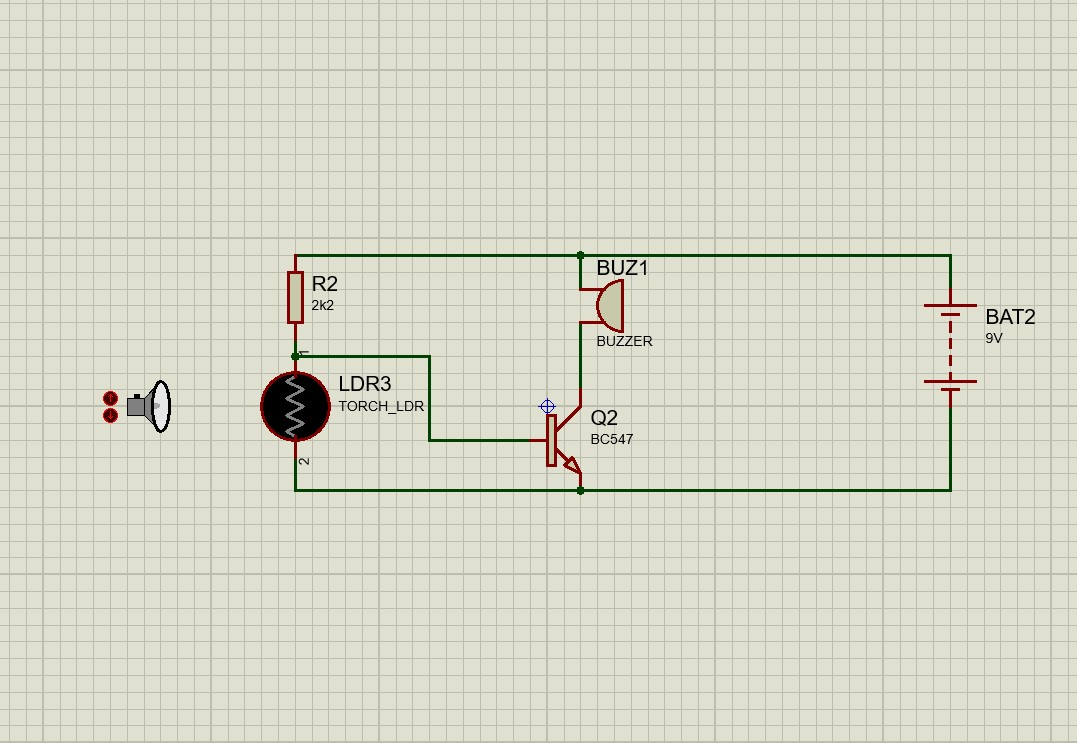 R2
2k2
1
LDR3
TORCH_LDR
2
BUZ1
BUZZER
Q2
BC547
BAT2
9V